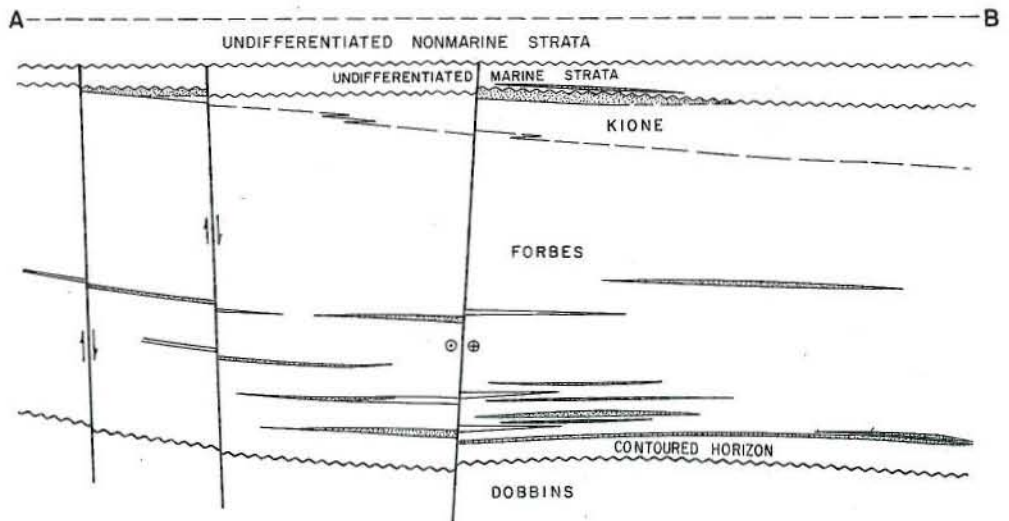 A B
UNDIFFERENTIATED NONMARINE STRATA
UNDIFFERENTIATED MARINE STRATA
KIONE
FORBES
CONTOURED HORIZON
DOBBINS